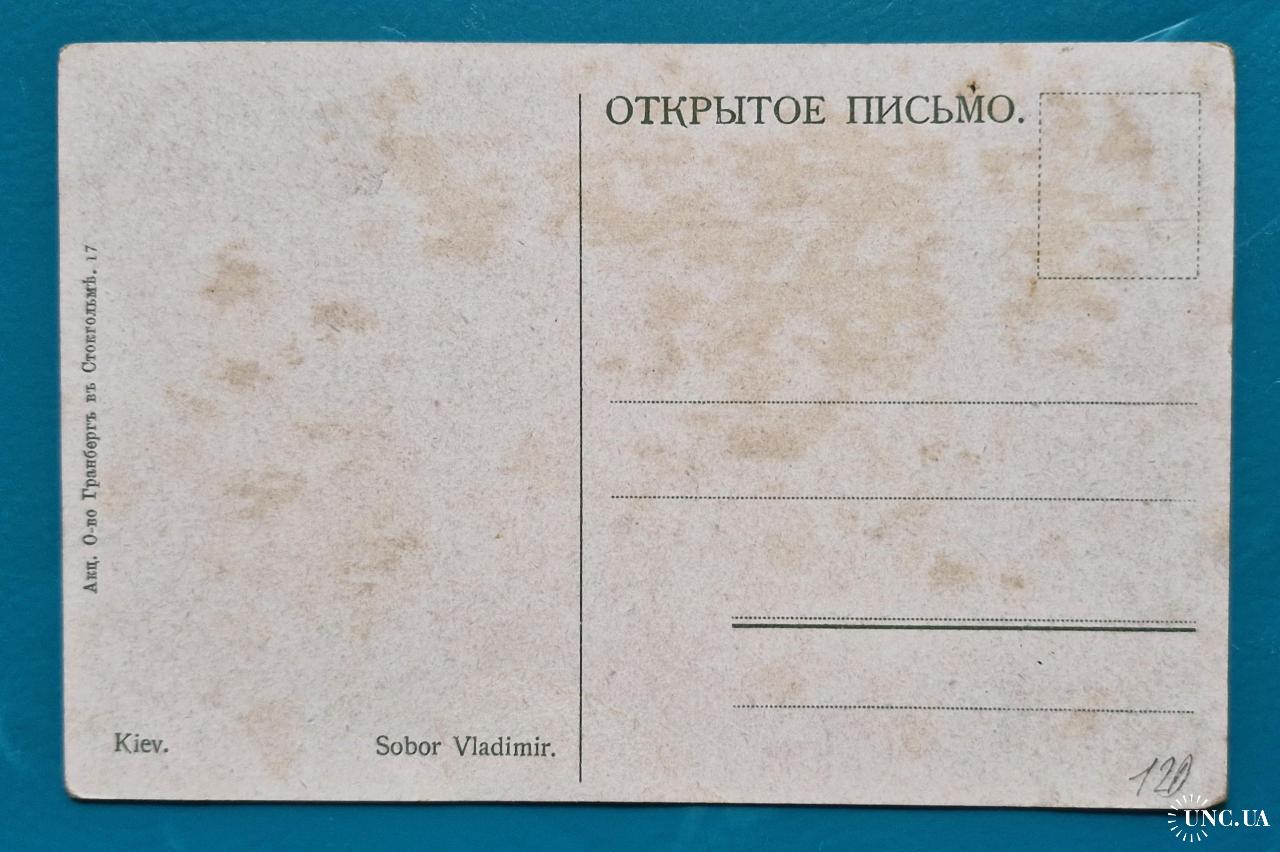 ОТКРЫТОЕ ПИСЬМО.
Акц. О-во Гранбергъ въ Стокгольмѣ. 17
Kiev.
Sobor Vladimir.
120
UNC.UA